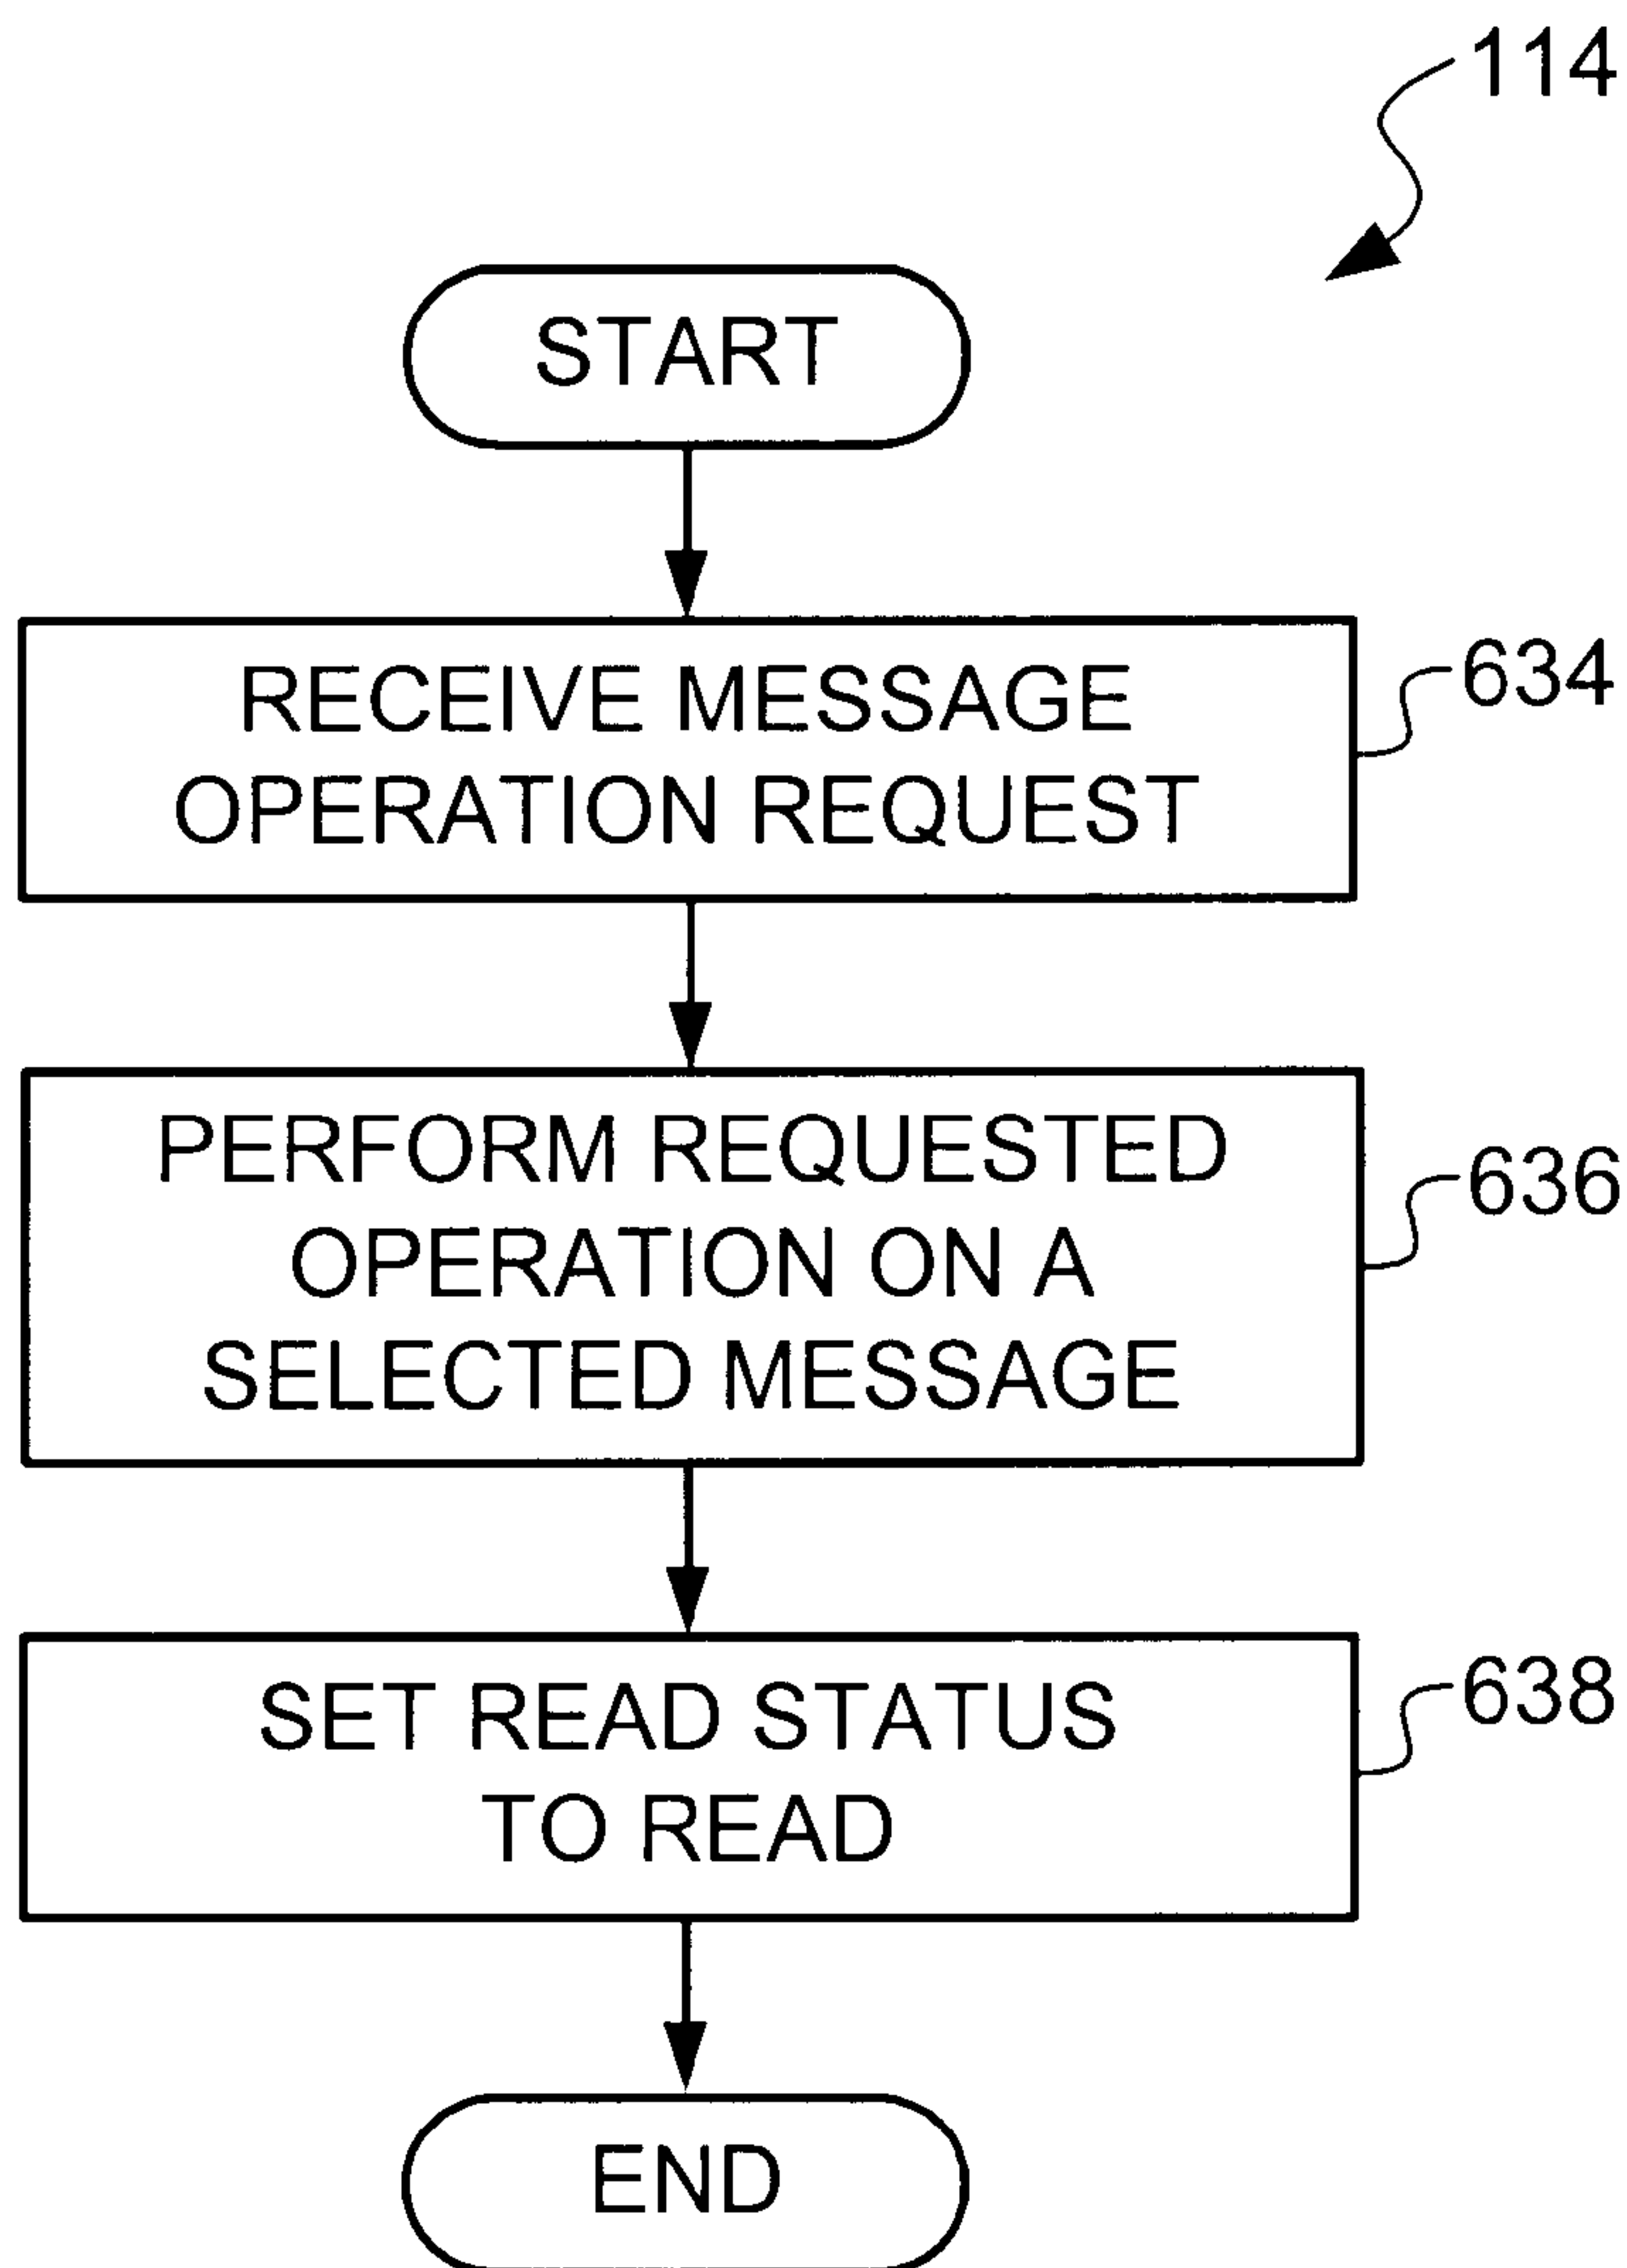 114
START
RECEIVE MESSAGE
OPERATION REQUEST
634
PERFORM REQUESTED
OPERATION ON A
SELECTED MESSAGE
636
SET READ STATUS
TO READ
638
END